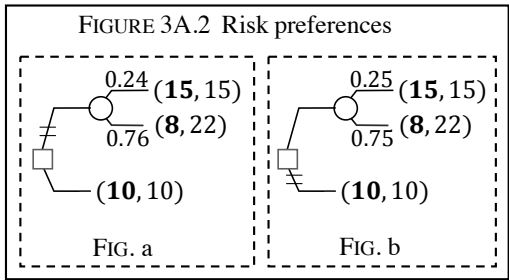 FIGURE 3A.2 Risk preferences
0.24 (15, 15)
0.76 (8, 22)
(10, 10)
FIG. a
0.25 (15, 15)
0.75 (8, 22)
(10, 10)
FIG. b